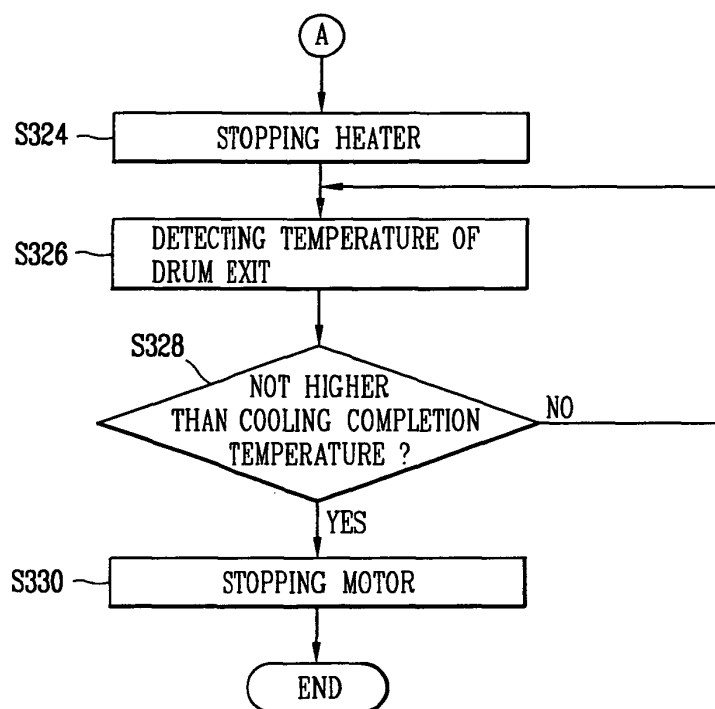 A
S324
STOPPING HEATER
S326
DETECTING TEMPERATURE OF
DRUM EXIT
S328
NOT HIGHER
THAN COOLING COMPLETION
TEMPERATURE ?
NO
YES
S330
STOPPING MOTOR
END